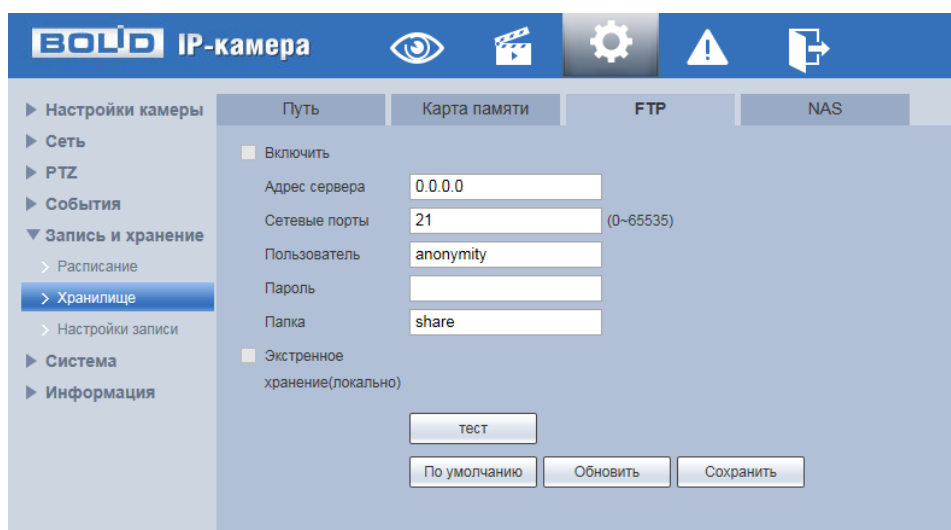 BOLID IP-камера
Настройки камеры
Сеть
PTZ
События
Запись и хранение
Расписание
Хранилище
Настройки записи
Система
Информация
Путь
Карта памяти
FTP
NAS
Включить
Адрес сервера 0.0.0.0
Сетевые порты 21 (0~65535)
Пользователь anonymity
Пароль
Папка share
Экстренное
хранение(локально)
тест
По умолчанию Обновить Сохранить